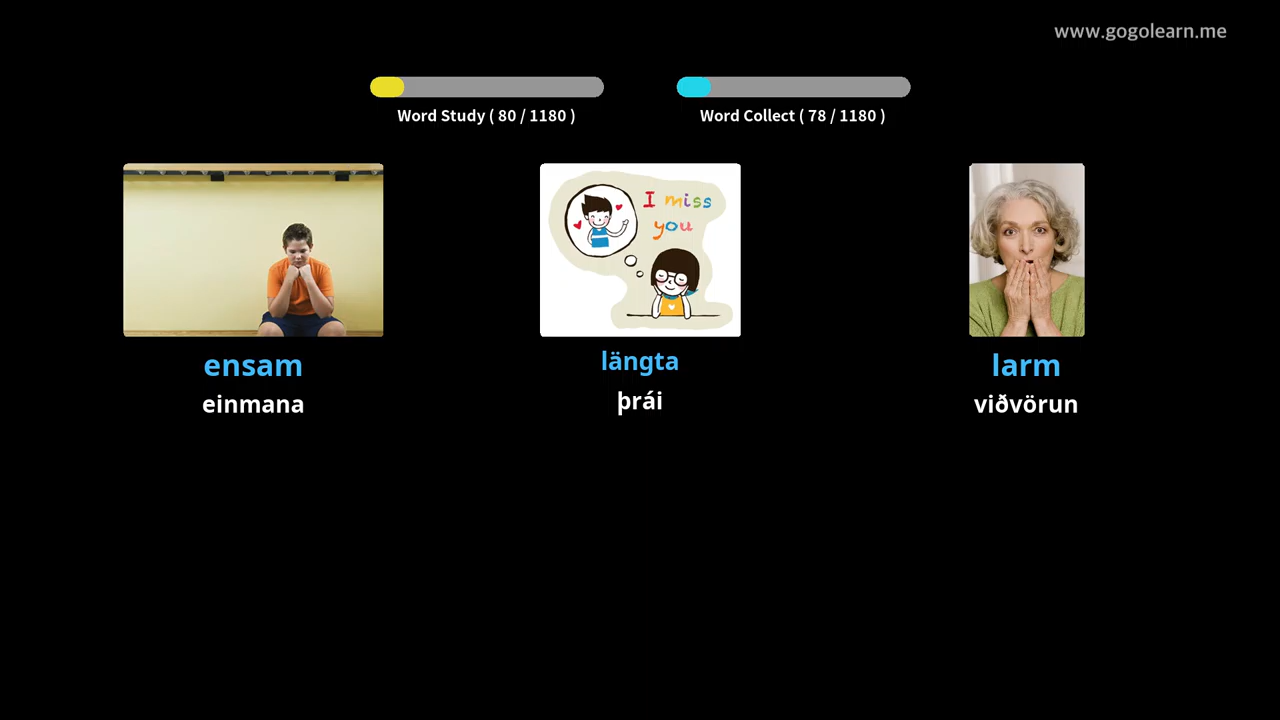 www.gogolearn.me
Word Study ( 80 / 1180 )
Word Collect ( 78 / 1180 )
I miss
you
ensam
einmana
längta
þrái
larm
viðvörun